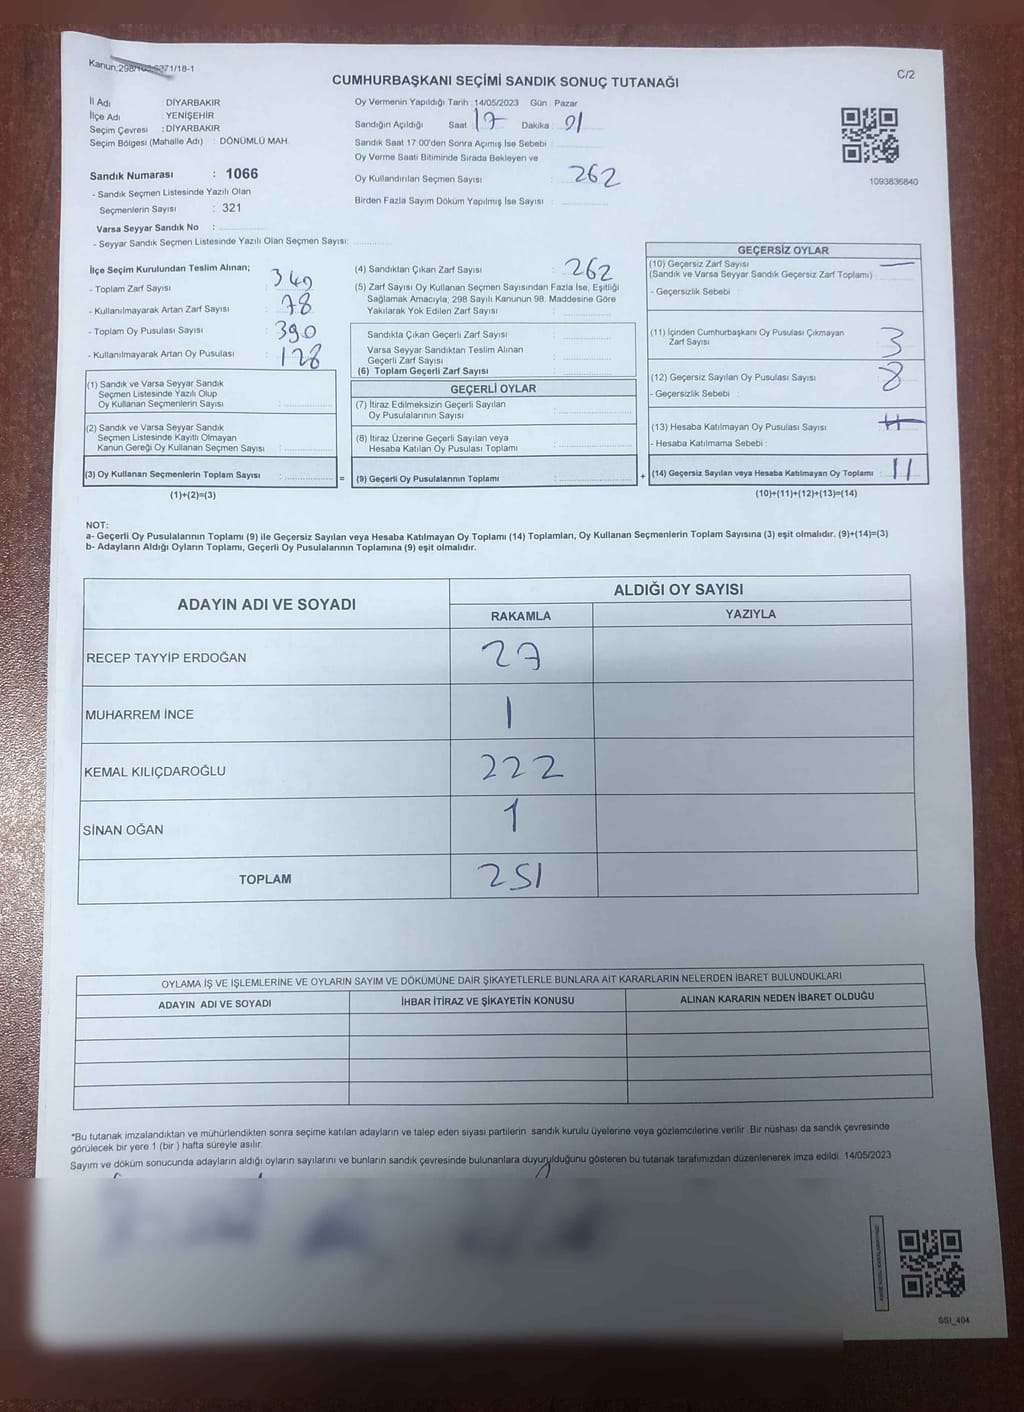 CUMHURBAŞKANI SEÇİMİ SANDIK SONUÇ TUTANAĞI
C/2
İl Adı : DİYARBAKIR
İlçe Adı : YENİŞEHİR
Seçim Çevresi : DİYARBAKIR
Seçim Bölgesi (Mahalle Adı) : DÖNÜMLÜ MAH.
Sandık Numarası : 1066
- Sandık Seçmen Listesinde Yazılı Olan
Seçmenlerin Sayısı : 321
Varsa Seyyar Sandık No :
- Seyyar Sandık Seçmen Listesinde Yazılı Olan Seçmen Sayısı:
Oy Vermenin Yapıldığı Tarih : 14/05/2023 Gün : Pazar
Sandığın Açıldığı Saat : 17 Dakika : 01
Sandık Saat 17:00'den Sonra Açımış İse Sebebi :
Oy Verme Saati Bitiminde Sırada Bekleyen ve
Oy Kullandırılan Seçmen Sayısı : 262
Birden Fazla Sayım Döküm Yapılmış İse Sayısı :
1093836840
İlçe Seçim Kurulundan Teslim Alınan;
- Toplam Zarf Sayısı : 340
- Kullanılmayarak Artan Zarf Sayısı : 78
- Toplam Oy Pusulası Sayısı : 390
- Kullanılmayarak Artan Oy Pusulası : 128
(1) Sandık ve Varsa Seyyar Sandık
Seçmen Listesinde Yazılı Olup
Oy Kullanan Seçmenlerin Sayısı :
(2) Sandık ve Varsa Seyyar Sandık
Seçmen Listesinde Kayıtlı Olmayan
Kanun Gereği Oy Kullanan Seçmen Sayısı :
(3) Oy Kullanan Seçmenlerin Toplam Sayısı : =
(1)+(2)=(3)
(4) Sandıktan Çıkan Zarf Sayısı : 262
(5) Zarf Sayısı Oy Kullanan Seçmen Sayısından Fazla İse, Eşitliği
Sağlamak Amacıyla, 298 Sayılı Kanunun 98. Maddesine Göre
Yakılarak Yok Edilen Zarf Sayısı :
Sandıkta Çıkan Geçerli Zarf Sayısı :
Varsa Seyyar Sandıktan Teslim Alınan
Geçerli Zarf Sayısı :
(6) Toplam Geçerli Zarf Sayısı :
GEÇERLİ OYLAR
(7) İtiraz Edilmeksizin Geçerli Sayılan
Oy Pusulalarının Sayısı :
(8) İtiraz Üzerine Geçerli Sayılan veya
Hesaba Katılan Oy Pusulası Toplamı :
(9) Geçerli Oy Pusulalarının Toplamı : +
GEÇERSİZ OYLAR
(10) Geçersiz Zarf Sayısı : —
(Sandık ve Varsa Seyyar Sandık Geçersiz Zarf Toplamı)
- Geçersizlik Sebebi :
(11) İçinden Cumhurbaşkanı Oy Pusulası Çıkmayan
Zarf Sayısı : 3
(12) Geçersiz Sayılan Oy Pusulası Sayısı : 8
- Geçersizlik Sebebi :
(13) Hesaba Katılmayan Oy Pusulası Sayısı :
- Hesaba Katılmama Sebebi :
(14) Geçersiz Sayılan veya Hesaba Katılmayan Oy Toplamı : 11
(10)+(11)+(12)+(13)=(14)
NOT:
a- Geçerli Oy Pusulalarının Toplamı (9) ile Geçersiz Sayılan veya Hesaba Katılmayan Oy Toplamı (14) Toplamları, Oy Kullanan Seçmenlerin Toplam Sayısına (3) eşit olmalıdır. (9)+(14)=(3)
b- Adayların Aldığı Oyların Toplamı, Geçerli Oy Pusulalarının Toplamına (9) eşit olmalıdır.
ADAYIN ADI VE SOYADI
ALDIĞI OY SAYISI
RAKAMLA YAZIYLA
RECEP TAYYİP ERDOĞAN 27
MUHARREM İNCE 1
KEMAL KILIÇDAROĞLU 222
SİNAN OĞAN 1
TOPLAM 251
OYLAMA İŞ VE İŞLEMLERİNE VE OYLARIN SAYIM VE DÖKÜMÜNE DAİR ŞİKAYETLERLE BUNLARA AİT KARARLARIN NELERDEN İBARET BULUNDUKLARI
ADAYIN ADI VE SOYADI İHBAR İTİRAZ VE ŞİKAYETİN KONUSU ALINAN KARARIN NEDEN İBARET OLDUĞU
*Bu tutanak imzalandıktan ve mühürlendikten sonra seçime katılan adayların ve talep eden siyasi partilerin sandık kurulu üyelerine veya gözlemcilerine verilir. Bir nüshası da sandık çevresinde
görülecek bir yere 1 (bir ) hafta süreyle asılır.
Sayım ve döküm sonucunda adayların aldığı oyların sayılarını ve bunların sandık çevresinde bulunanlara duyurulduğunu gösteren bu tutanak tarafımızdan düzenlenerek imza edildi. 14/05/2023
SSI_404